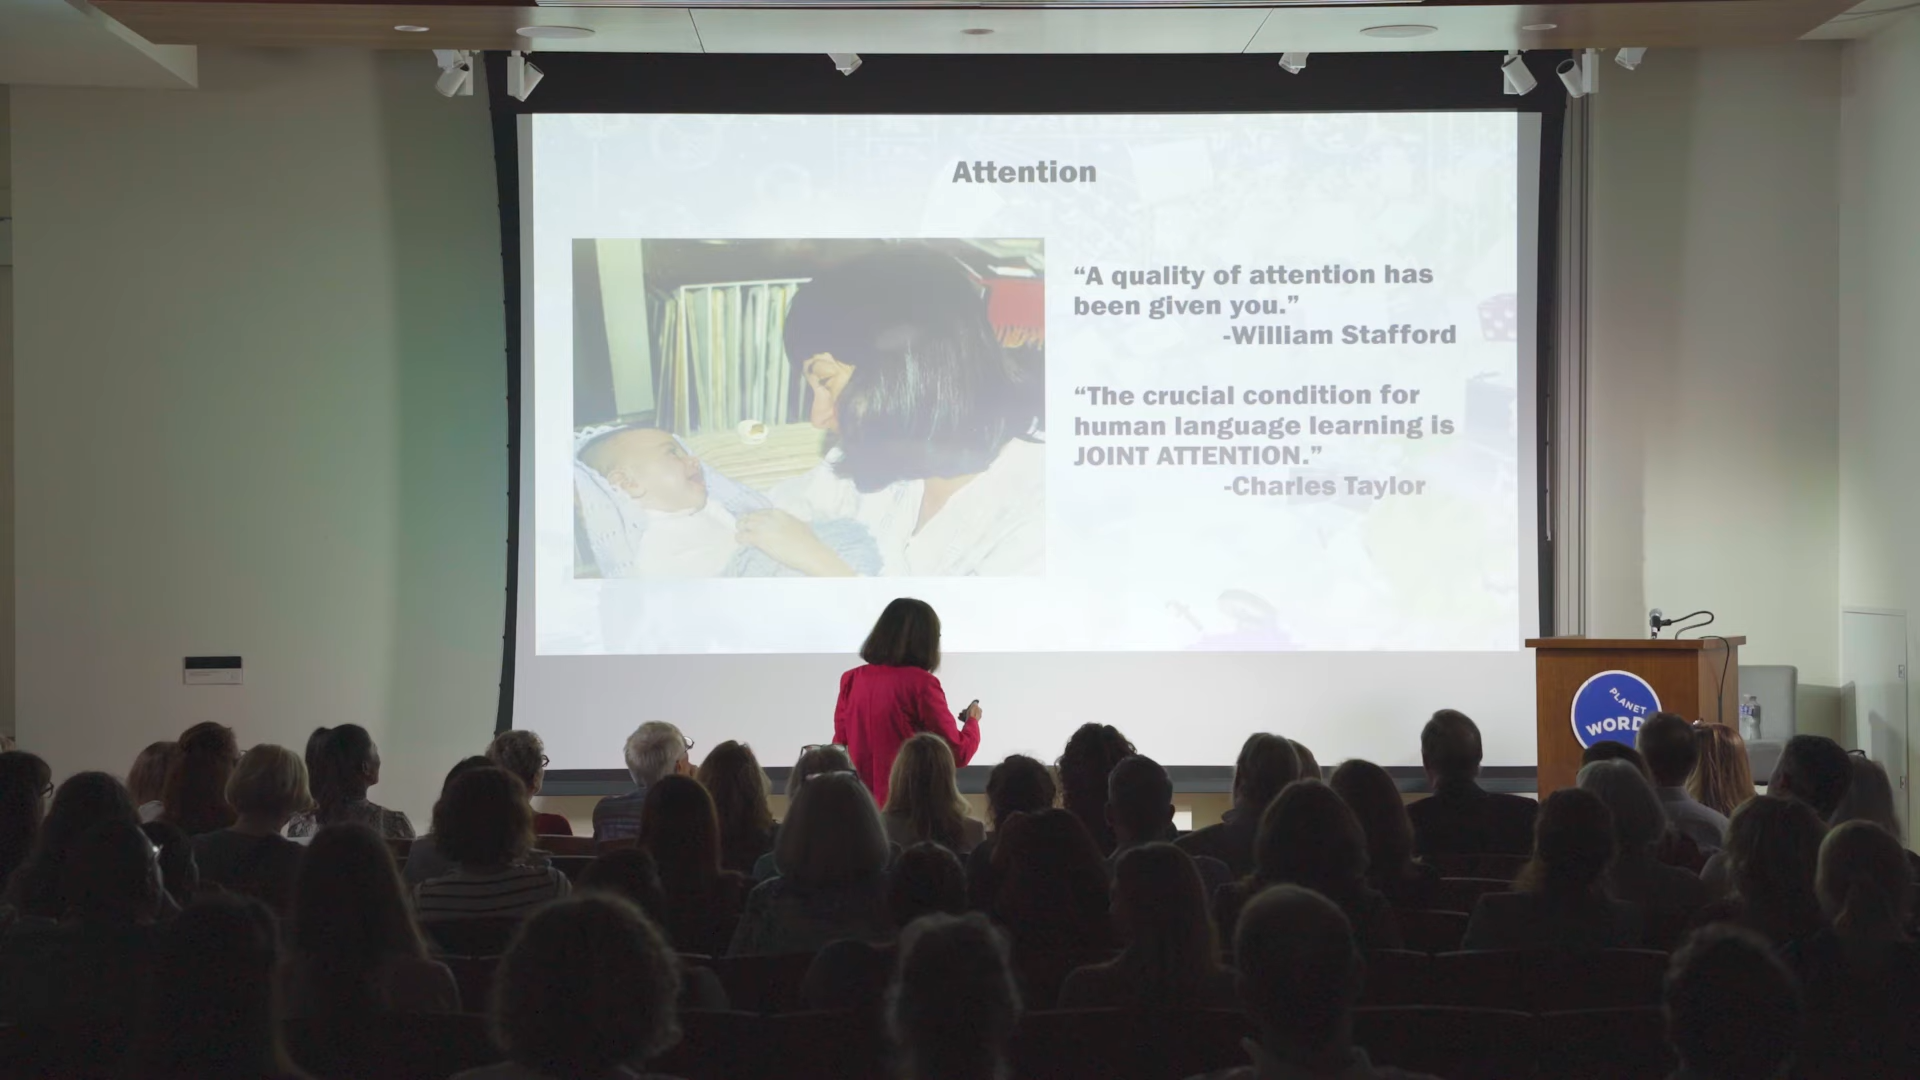 Attention
“A quality of attention has
been given you.”
-William Stafford
“The crucial condition for
human language learning is
JOINT ATTENTION.”
-Charles Taylor
PLANET
WORD